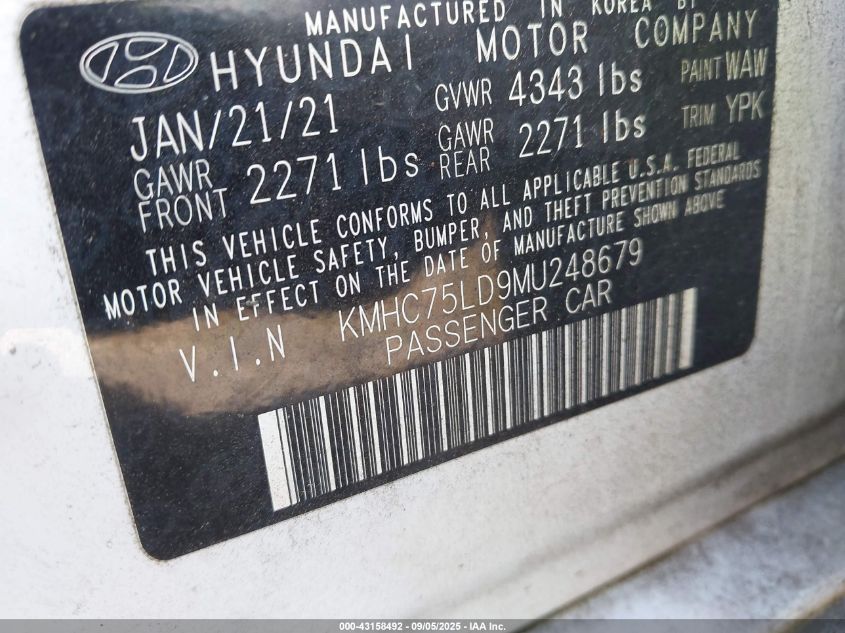 MANUFACTURED IN KOREA BY
HYUNDAI MOTOR COMPANY
JAN/21/21 GVWR 4343 lbs PAINT WAW
GAWR FRONT 2271 lbs GAWR REAR 2271 lbs TRIM YPK
THIS VEHICLE CONFORMS TO ALL APPLICABLE U.S.A. FEDERAL
MOTOR VEHICLE SAFETY, BUMPER, AND THEFT PREVENTION STANDARDS
IN EFFECT ON THE DATE OF MANUFACTURE SHOWN ABOVE
V.I.N KMHC75LD9MU248679
PASSENGER CAR
000-43158492 - 09/05/2025 - IAA Inc.